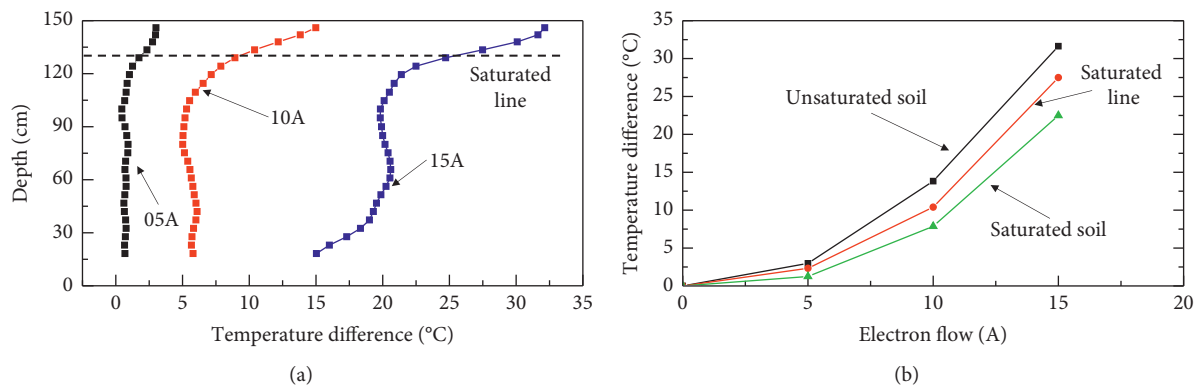 150
120
90
60
30
0
Depth (cm)
Saturated
line
10A
15A
05A
0 5 10 15 20 25 30 35
Temperature difference (°C)
(a)
35
30
25
20
15
10
5
0
Temperature difference (°C)
Unsaturated soil
Saturated
line
Saturated soil
0 5 10 15 20
Electron flow (A)
(b)